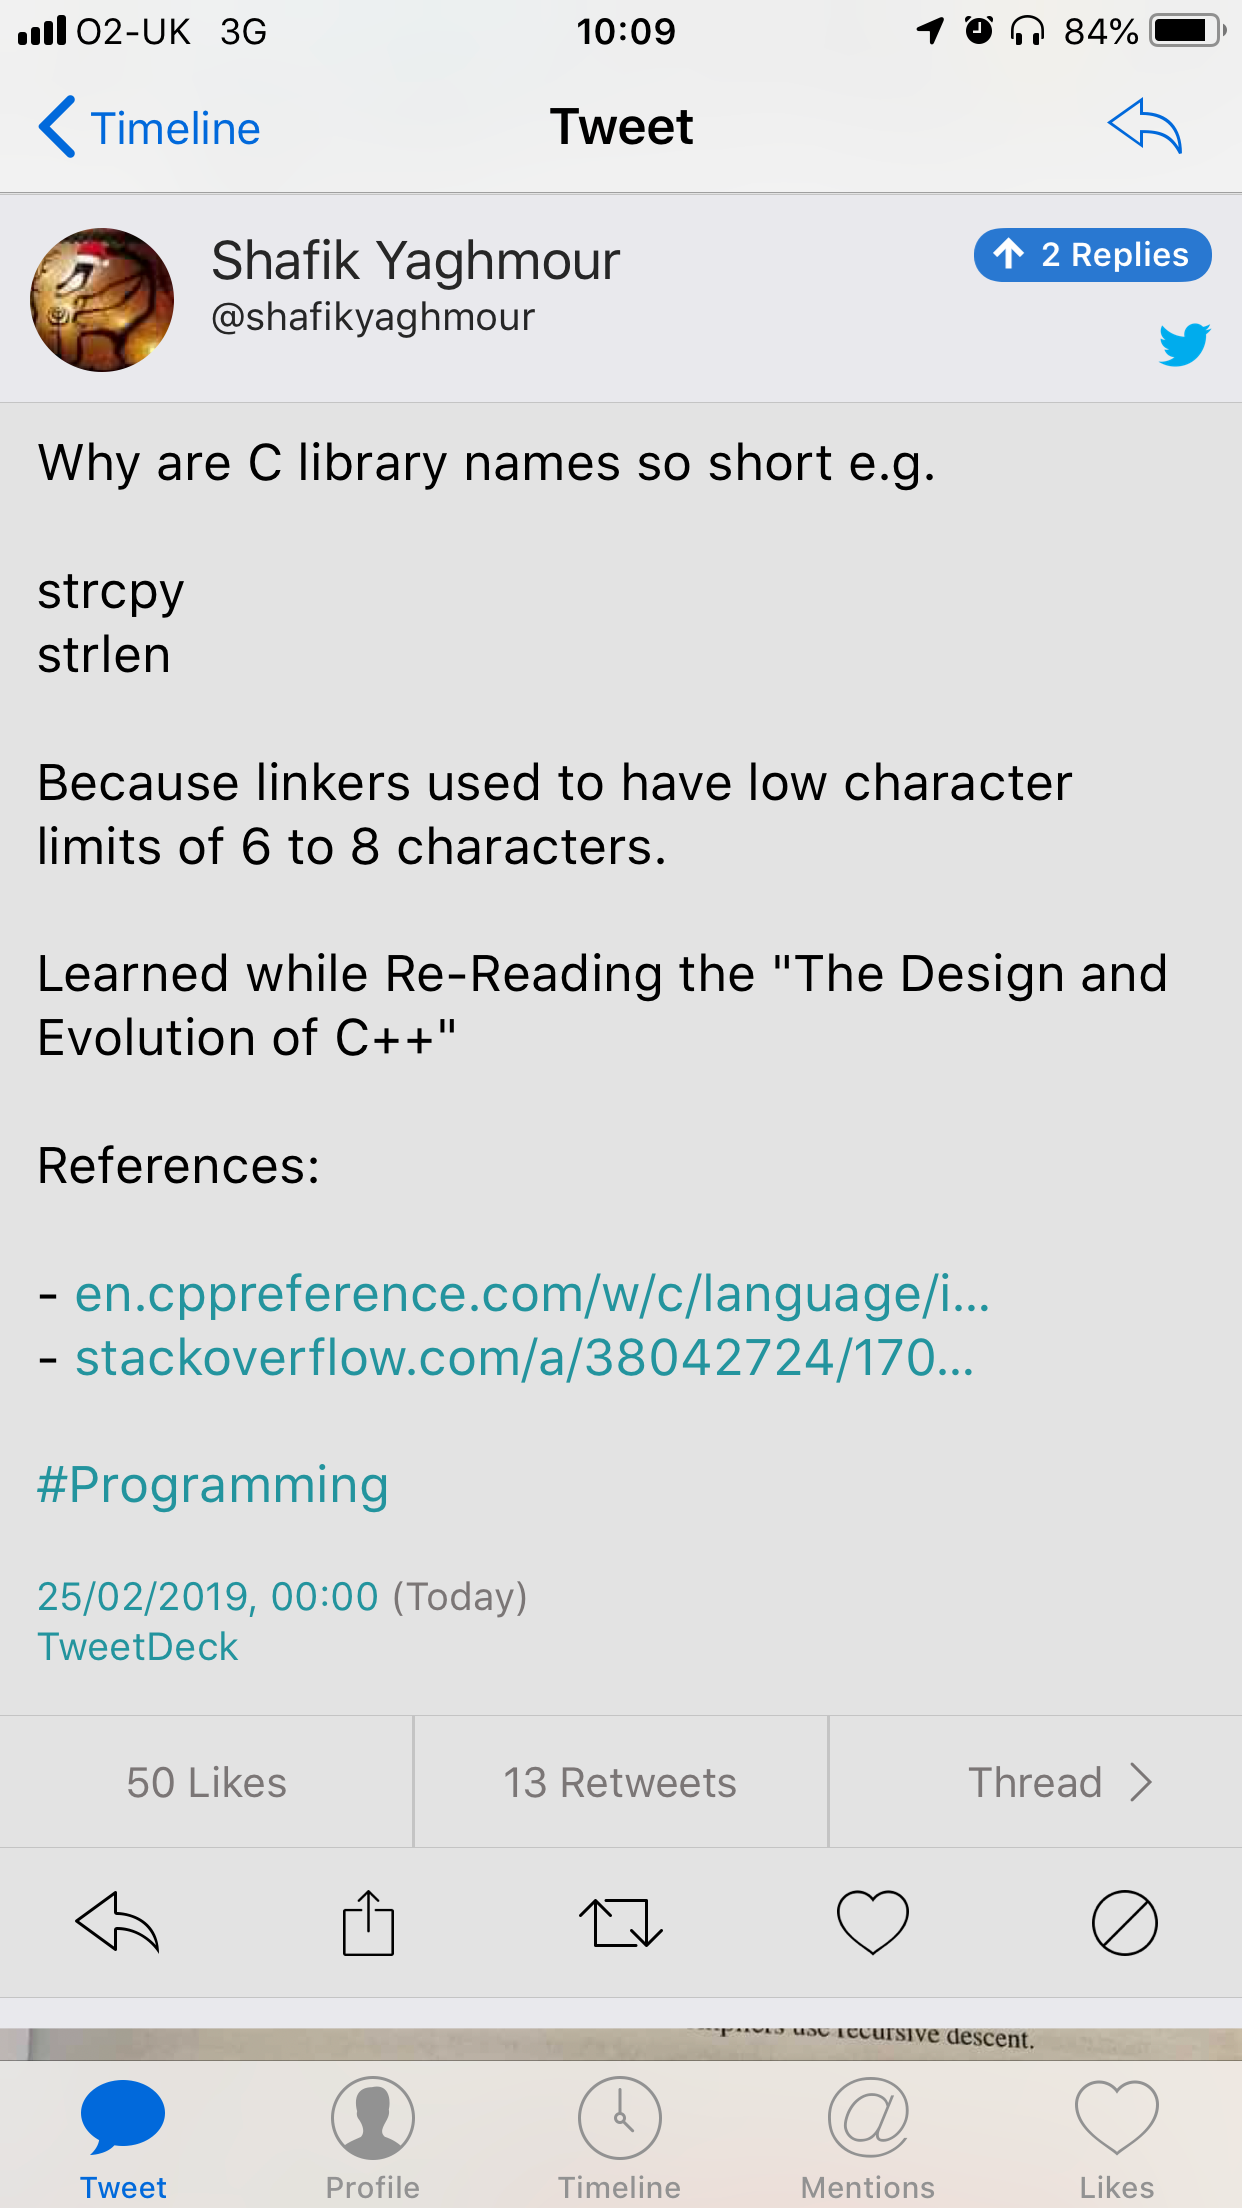 O2-UK 3G 10:09 84%
Timeline Tweet
Shafik Yaghmour
@shafikyaghmour
2 Replies
Why are C library names so short e.g.
strcpy
strlen
Because linkers used to have low character
limits of 6 to 8 characters.
Learned while Re-Reading the "The Design and
Evolution of C++"
References:
- en.cppreference.com/w/c/language/i...
- stackoverflow.com/a/38042724/170...
#Programming
25/02/2019, 00:00 (Today)
TweetDeck
50 Likes 13 Retweets Thread
use recursive descent.
Tweet Profile Timeline Mentions Likes